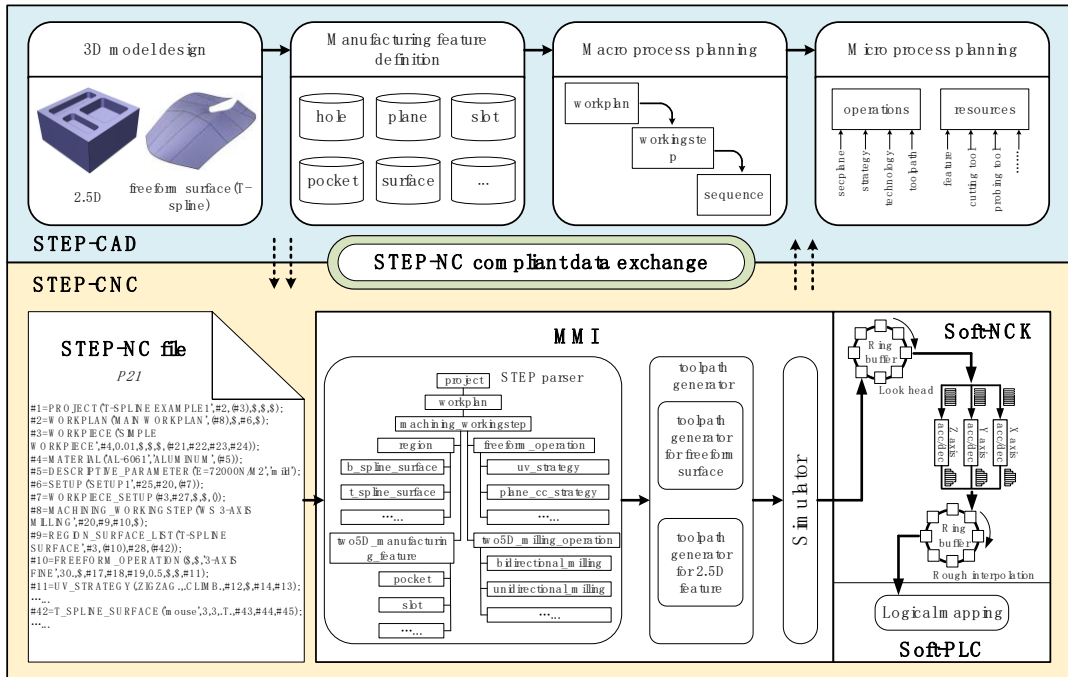 3D model design
Manufacturing feature
definition
Macro process planning
Micro process planning
2.5D
freeform surface(T-
spline)
hole
plane
slot
pocket
surface
...
workplan
workingste
p
sequence
operations
resources
secplane
strategy
technology
toolpath
feature
cutting tool
probing tool
......
STEP-CAD
STEP-NC compliant data exchange
STEP-CNC
STEP-NC file
P21
#1=PROJECT('T-SPLINE EXAMPLE1',#2,(#3),$,$,$);
#2=WORKPLAN('MAIN WORKPLAN',(#8),$,#6,$);
#3=WORKPIECE('SIMPLE
WORKPIECE',#4,0.01,$,$,$,(#21,#22,#23,#24));
#4=MATERIAL('AL-6061','ALUMINUM',(#5));
#5=DESCRIPTIVE_PARAMETER('E=72000N/M2','mild');
#6=SETUP('SETUP1',#25,#20,(#7));
#7=WORKPIECE_SETUP(#3,#27,$,$,());
#8=MACHINING_WORKINGSTEP('WS 3-AXIS
MILLING',#20,#9,#10,$);
#9=REGION_SURFACE_LIST('T-SPLINE
SURFACE',#3,(#10),#28,(#42));
#10=FREEFORM_OPERATION($,$,'3-AXIS
FINE',30.,$,#17,#18,#19,0.5,$,$,#11);
#11=UV_STRATEGY(.ZIGZAG.,.CLIMB.,#12,$,#14,#13);
......
#42=T_SPLINE_SURFACE('mouse',3,3,.T.,#43,#44,#45);
......
MMI
STEP parser
project
workplan
machining_workingstep
region
freeform_operation
b_spline_surface
uv_strategy
t_spline_surface
plane_cc_strategy
......
......
two5D_manufacturi
ng_feature
two5D_milling_operation
pocket
bidirectional_milling
slot
unidirectional_milling
......
......
toolpath
generator
toolpath
generator
for freeform
surface
toolpath
generator
for 2.5D
feature
Simulator
SoftNCK
Ring
buffer
Look head
Z axis
acc/dec
Y axis
acc/dec
X axis
acc/dec
Ring
buffer
Rough interpolation
Logical mapping
SoftPLC